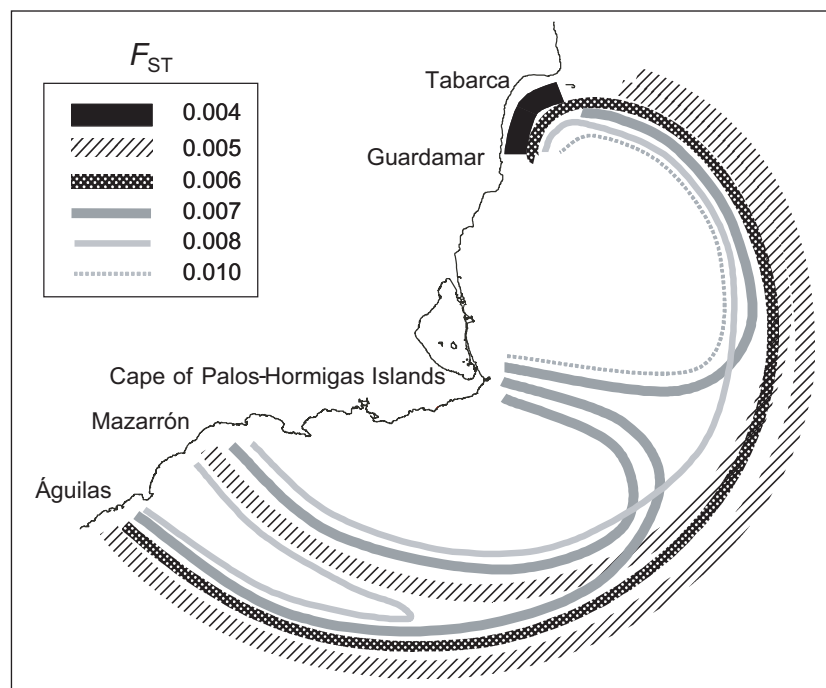 F_ST
0.004
0.005
0.006
0.007
0.008
0.010
Tabarca
Guardamar
Cape of Palos-Hormigas Islands
Mazarrón
Águilas